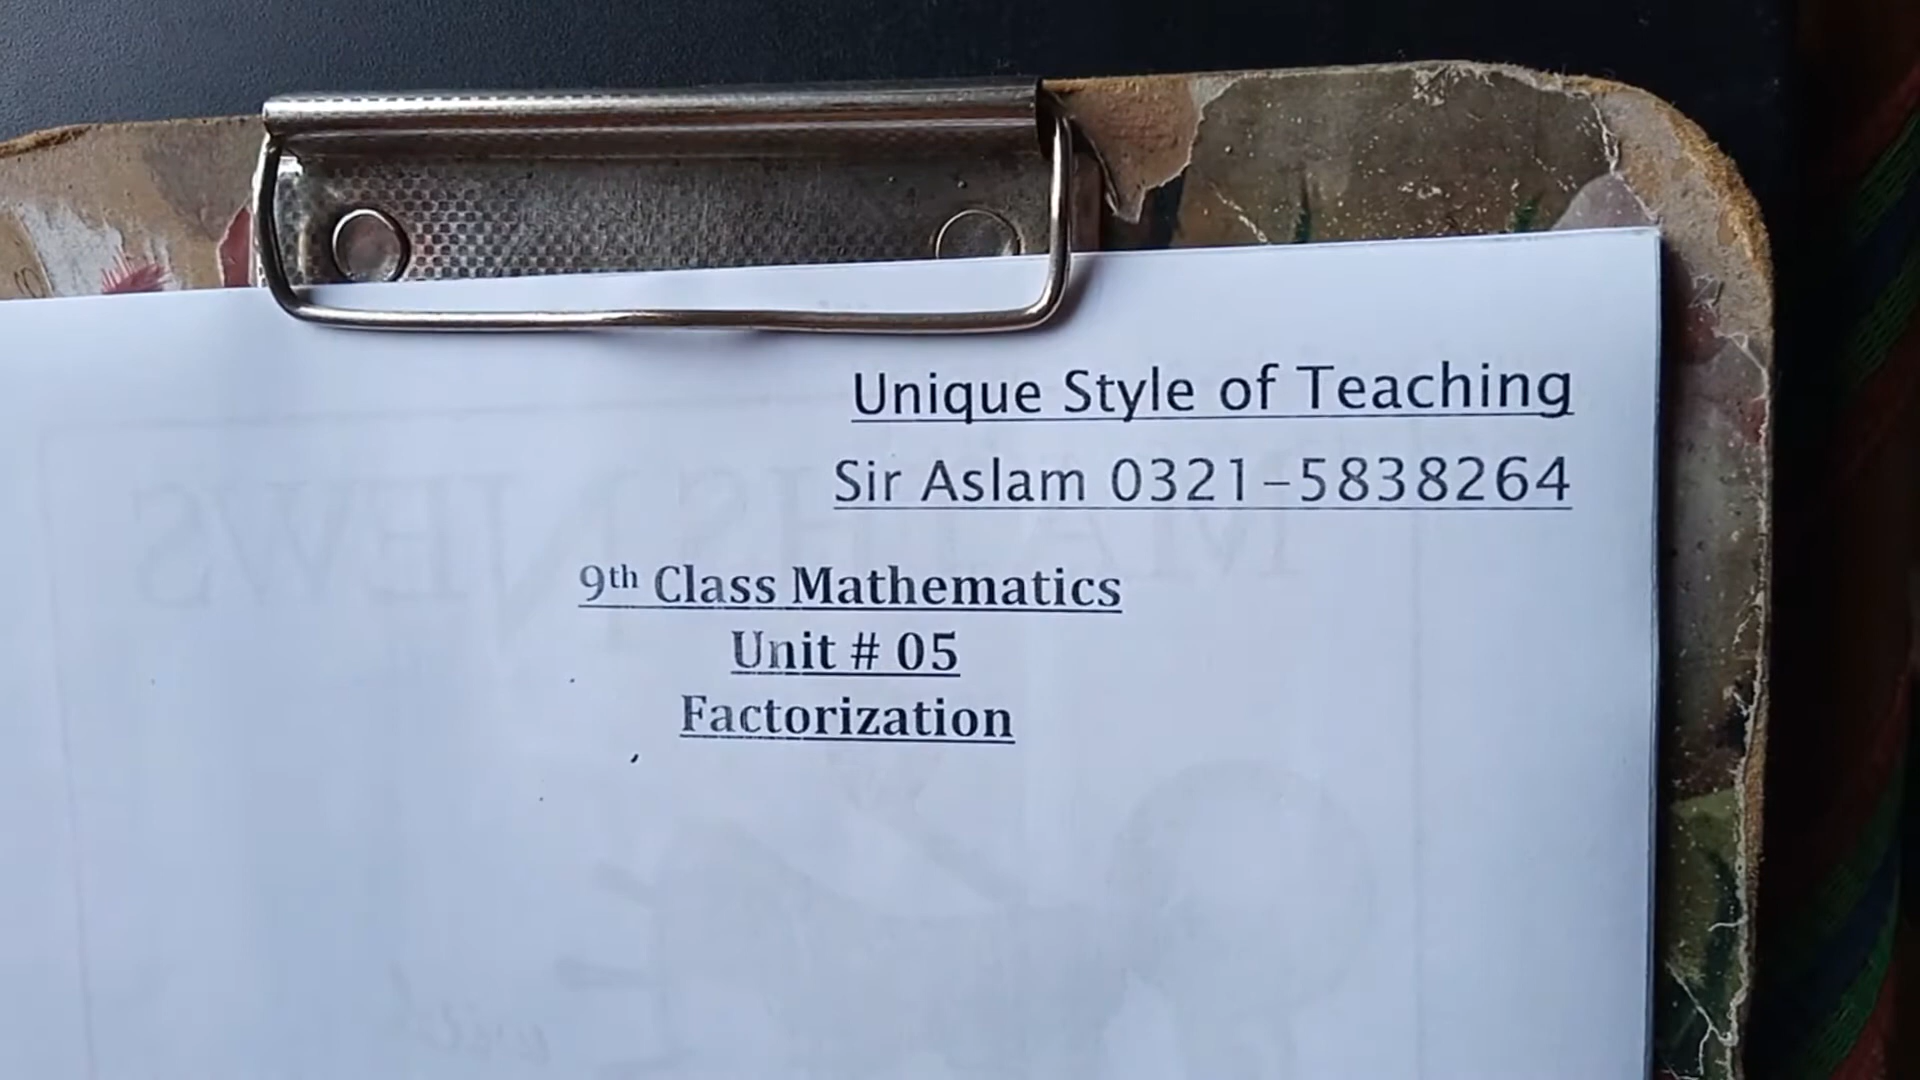 Unique Style of Teaching
Sir Aslam 0321-5838264
9th Class Mathematics
Unit # 05
Factorization